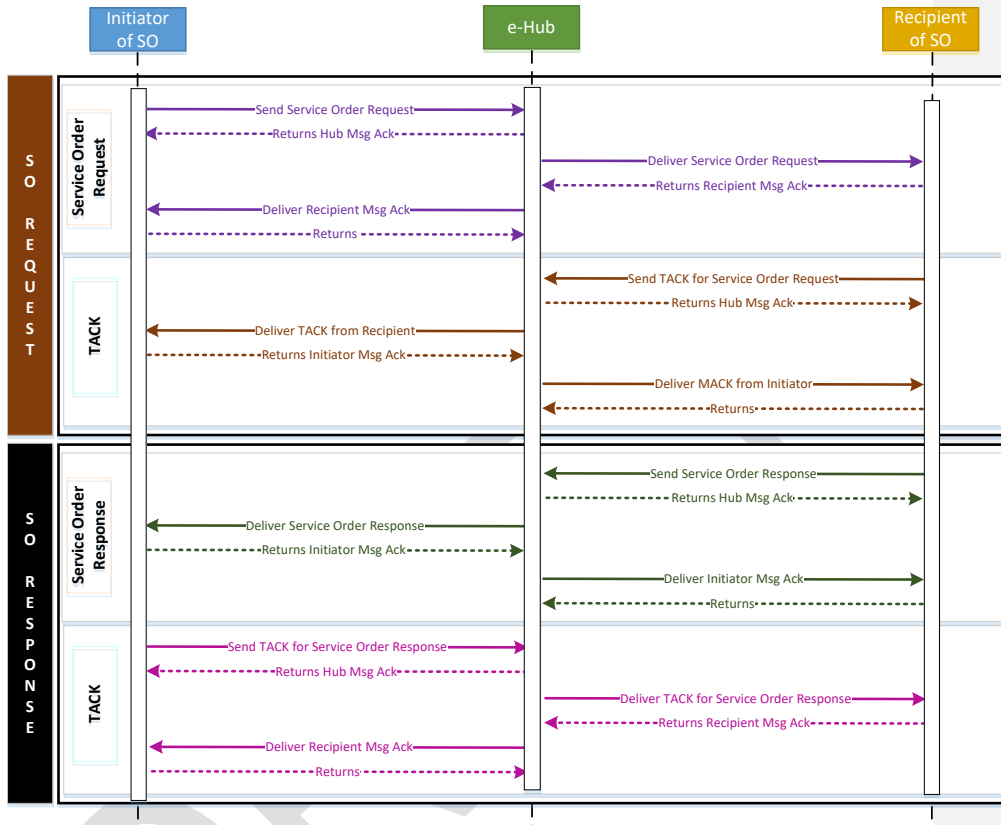 Initiator
of SO
e-Hub
Recipient
of SO
SO REQUEST
Service Order
Request
Send Service Order Request
Returns Hub Msg Ack
Deliver Service Order Request
Returns Recipient Msg Ack
Deliver Recipient Msg Ack
Returns
TACK
Send TACK for Service Order Request
Returns Hub Msg Ack
Deliver TACK from Recipient
Returns Initiator Msg Ack
Deliver MACK from Initiator
Returns
SO RESPONSE
Service Order
Response
Send Service Order Response
Returns Hub Msg Ack
Deliver Service Order Response
Returns Initiator Msg Ack
Deliver Initiator Msg Ack
Returns
TACK
Send TACK for Service Order Response
Returns Hub Msg Ack
Deliver TACK for Service Order Response
Returns Recipient Msg Ack
Deliver Recipient Msg Ack
Returns